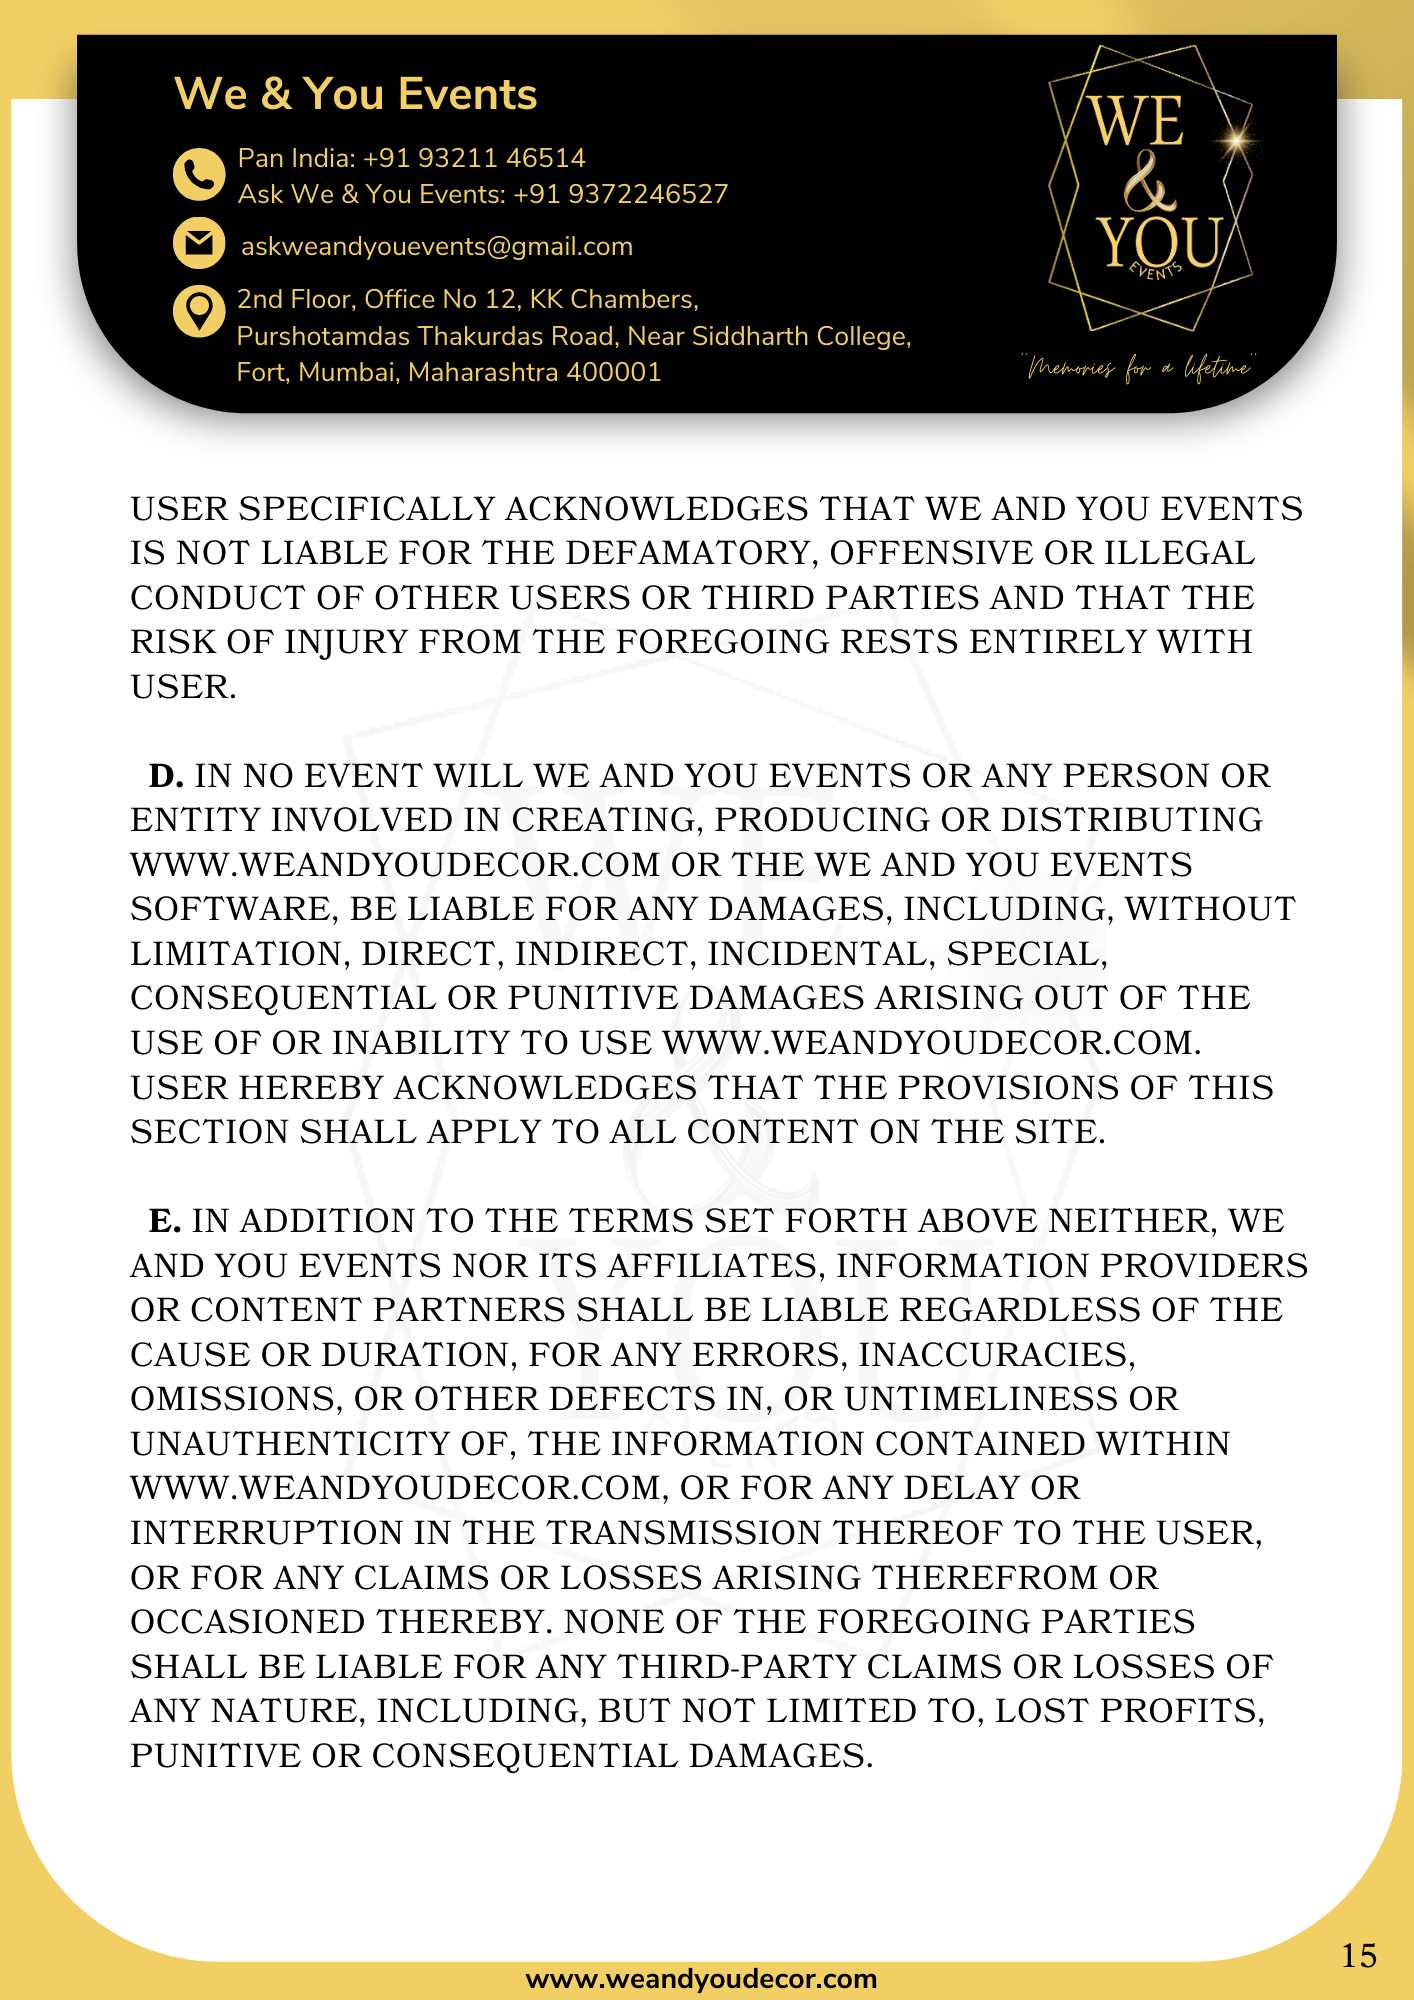 We & You Events
Pan India: +91 93211 46514
Ask We & You Events: +91 9372246527
askweandyouevents@gmail.com
2nd Floor, Office No 12, KK Chambers,
Purshotamdas Thakurdas Road, Near Siddharth College,
Fort, Mumbai, Maharashtra 400001
WE
&
YOU
EVENTS
"Memories for a lifetime"
USER SPECIFICALLY ACKNOWLEDGES THAT WE AND YOU EVENTS
IS NOT LIABLE FOR THE DEFAMATORY, OFFENSIVE OR ILLEGAL
CONDUCT OF OTHER USERS OR THIRD PARTIES AND THAT THE
RISK OF INJURY FROM THE FOREGOING RESTS ENTIRELY WITH
USER.
D. IN NO EVENT WILL WE AND YOU EVENTS OR ANY PERSON OR
ENTITY INVOLVED IN CREATING, PRODUCING OR DISTRIBUTING
WWW.WEANDYOUDECOR.COM OR THE WE AND YOU EVENTS
SOFTWARE, BE LIABLE FOR ANY DAMAGES, INCLUDING, WITHOUT
LIMITATION, DIRECT, INDIRECT, INCIDENTAL, SPECIAL,
CONSEQUENTIAL OR PUNITIVE DAMAGES ARISING OUT OF THE
USE OF OR INABILITY TO USE WWW.WEANDYOUDECOR.COM.
USER HEREBY ACKNOWLEDGES THAT THE PROVISIONS OF THIS
SECTION SHALL APPLY TO ALL CONTENT ON THE SITE.
E. IN ADDITION TO THE TERMS SET FORTH ABOVE NEITHER, WE
AND YOU EVENTS NOR ITS AFFILIATES, INFORMATION PROVIDERS
OR CONTENT PARTNERS SHALL BE LIABLE REGARDLESS OF THE
CAUSE OR DURATION, FOR ANY ERRORS, INACCURACIES,
OMISSIONS, OR OTHER DEFECTS IN, OR UNTIMELINESS OR
UNAUTHENTICITY OF, THE INFORMATION CONTAINED WITHIN
WWW.WEANDYOUDECOR.COM, OR FOR ANY DELAY OR
INTERRUPTION IN THE TRANSMISSION THEREOF TO THE USER,
OR FOR ANY CLAIMS OR LOSSES ARISING THEREFROM OR
OCCASIONED THEREBY. NONE OF THE FOREGOING PARTIES
SHALL BE LIABLE FOR ANY THIRD-PARTY CLAIMS OR LOSSES OF
ANY NATURE, INCLUDING, BUT NOT LIMITED TO, LOST PROFITS,
PUNITIVE OR CONSEQUENTIAL DAMAGES.
15
www.weandyoudecor.com